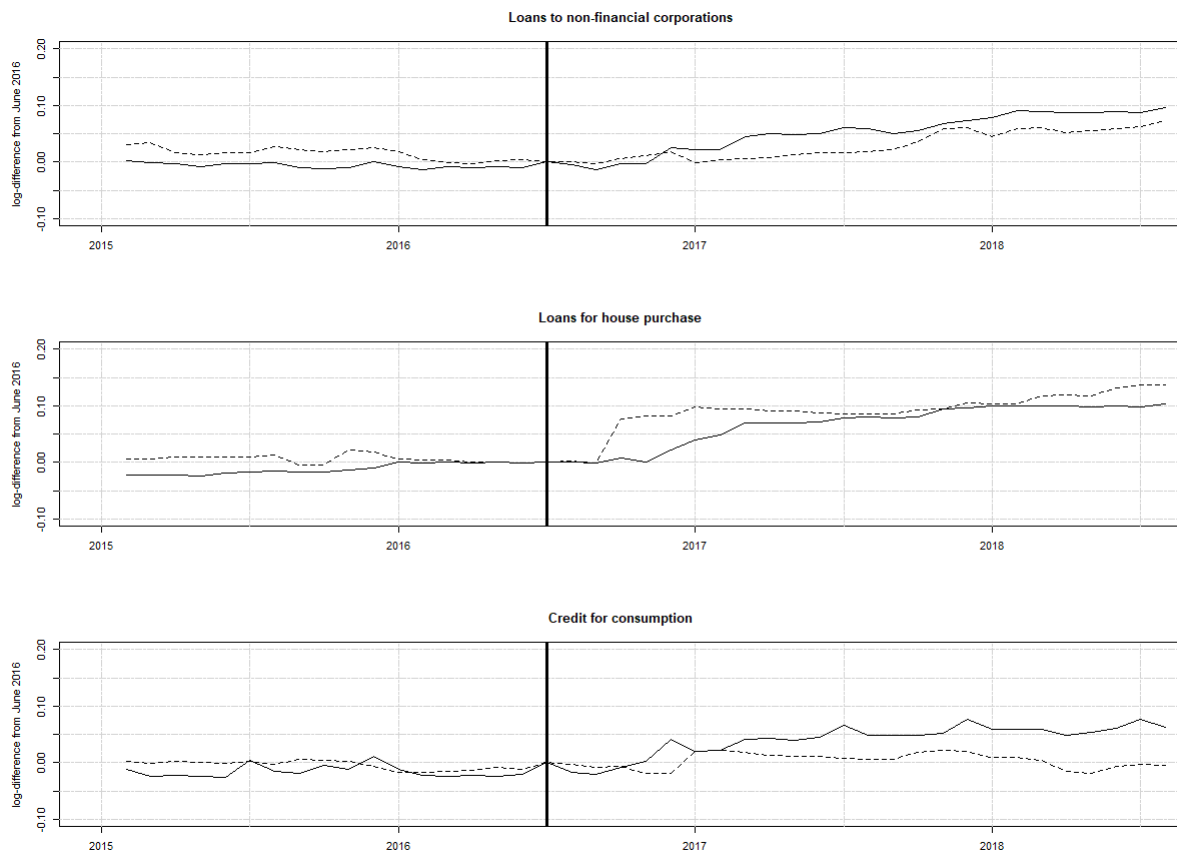 Loans to non-financial corporations
log-difference from June 2016
0.20
0.10
0.00
-0.10
2015 2016 2017 2018
Loans for house purchase
log-difference from June 2016
0.20
0.10
0.00
-0.10
2015 2016 2017 2018
Credit for consumption
log-difference from June 2016
0.20
0.10
0.00
-0.10
2015 2016 2017 2018